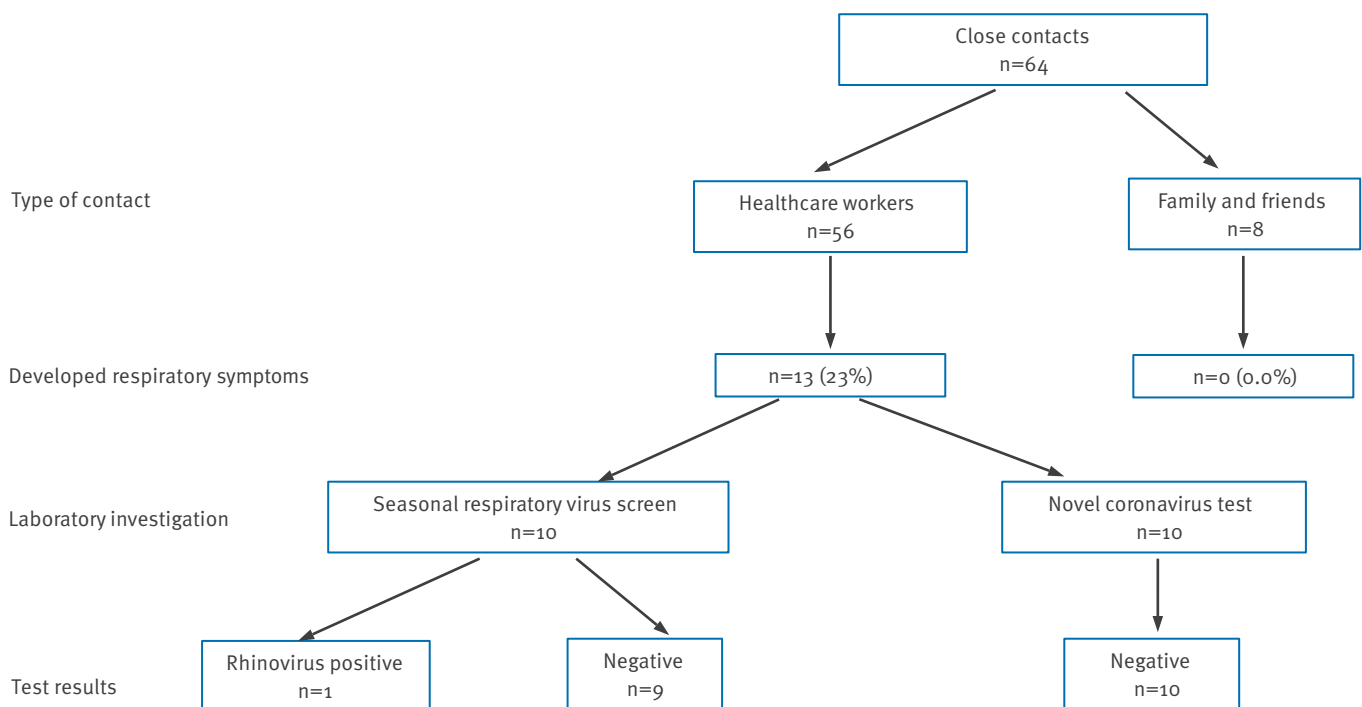 Close contacts
n=64
Type of contact
Healthcare workers
n=56
Family and friends
n=8
Developed respiratory symptoms
n=13 (23%)
n=0 (0.0%)
Laboratory investigation
Seasonal respiratory virus screen
n=10
Novel coronavirus test
n=10
Test results
Rhinovirus positive
n=1
Negative
n=9
Negative
n=10